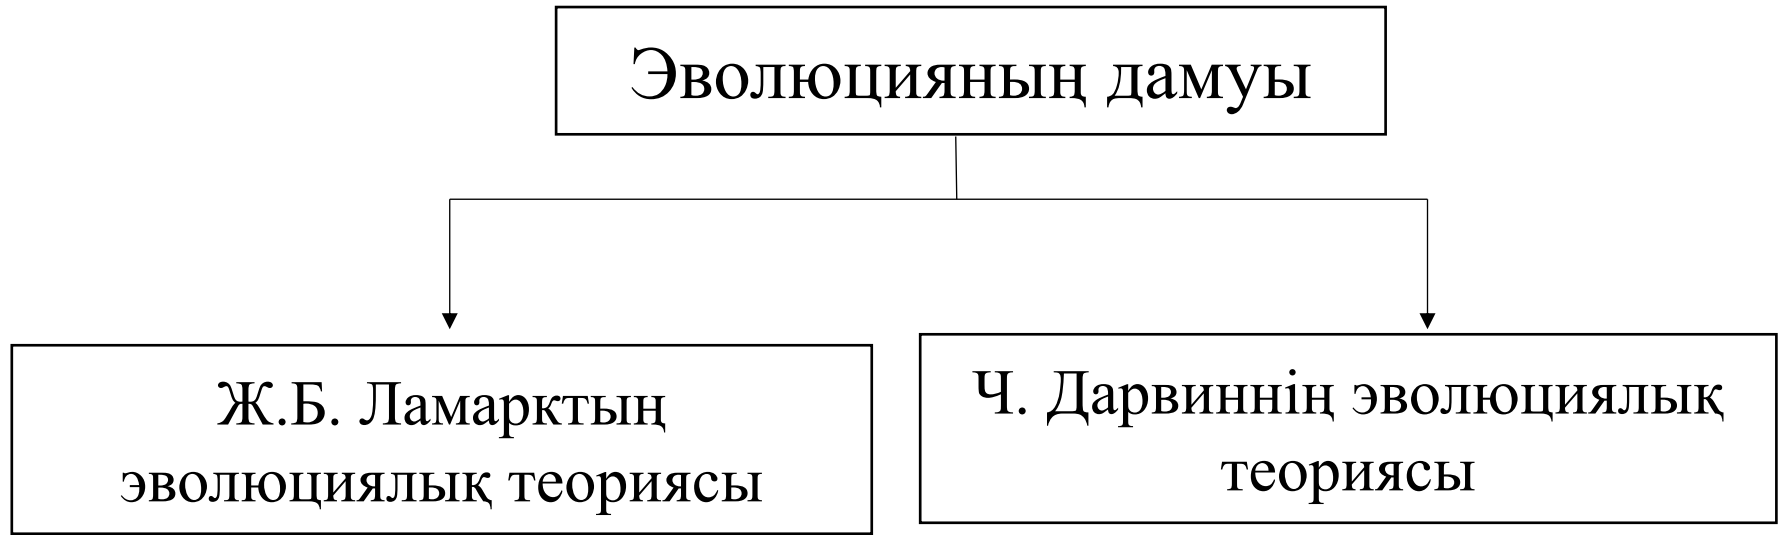 Эволюцияның дамуы
Ж.Б. Ламарктың
эволюциялық теориясы
Ч. Дарвиннің эволюциялық
теориясы